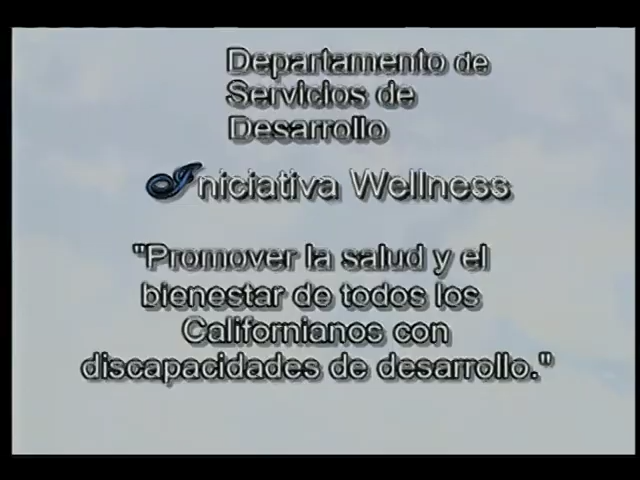 Departamento de
Servicios de
Desarrollo
Iniciativa Wellness
"Promover la salud y el
bienestar de todos los
Californianos con
discapacidades de desarrollo."